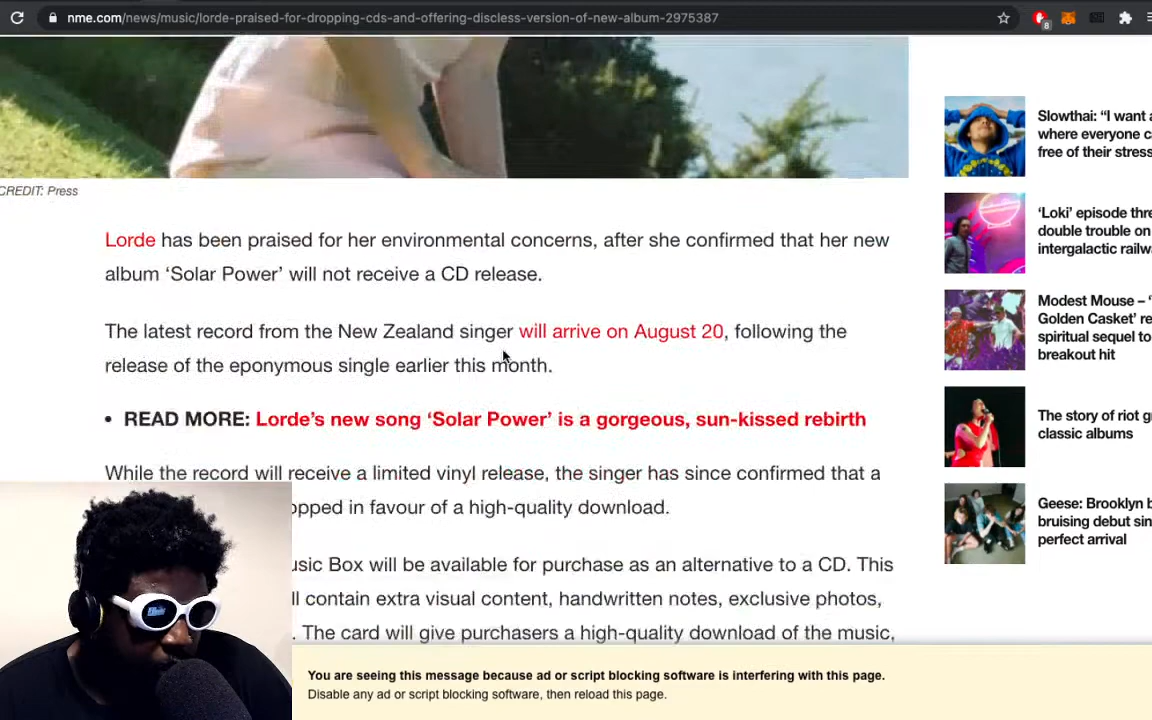 nme.com/news/music/lorde-praised-for-dropping-cds-and-offering-discless-version-of-new-album-2975387
8
CREDIT: Press
Lorde has been praised for her environmental concerns, after she confirmed that her new
album ‘Solar Power’ will not receive a CD release.
The latest record from the New Zealand singer will arrive on August 20, following the
release of the eponymous single earlier this month.
• READ MORE: Lorde’s new song ‘Solar Power’ is a gorgeous, sun-kissed rebirth
While the record will receive a limited vinyl release, the singer has since confirmed that a
opped in favour of a high-quality download.
usic Box will be available for purchase as an alternative to a CD. This
ll contain extra visual content, handwritten notes, exclusive photos,
. The card will give purchasers a high-quality download of the music,
Slowthai: “I want a
where everyone c
free of their stress
‘Loki’ episode thre
double trouble on
intergalactic railw
Modest Mouse – ‘
Golden Casket’ re
spiritual sequel to
breakout hit
The story of riot g
classic albums
Geese: Brooklyn b
bruising debut sin
perfect arrival
You are seeing this message because ad or script blocking software is interfering with this page.
Disable any ad or script blocking software, then reload this page.